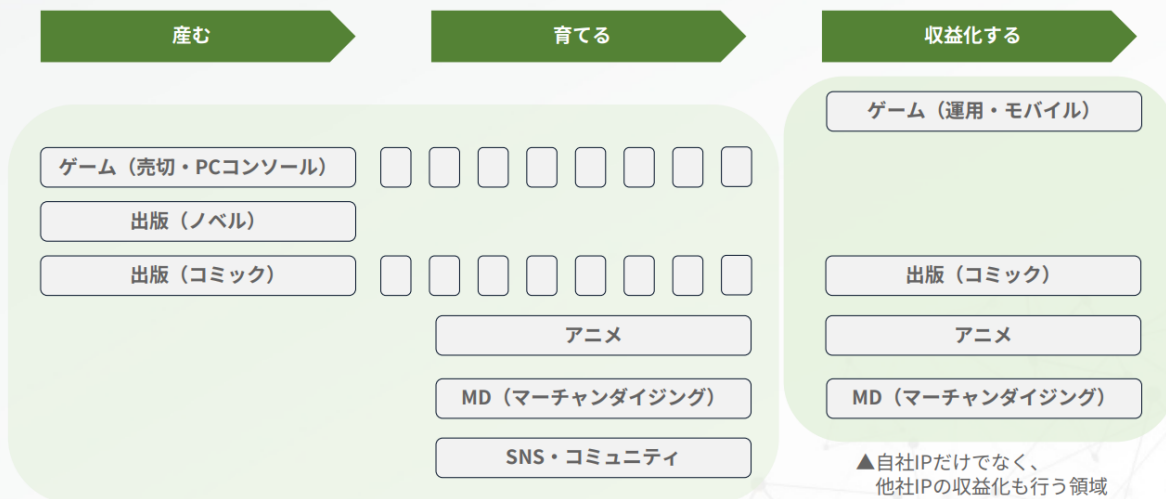 産む
育てる
収益化する
ゲーム（運用・モバイル）
ゲーム（売切・PCコンソール）
出版（ノベル）
出版（コミック）
出版（コミック）
アニメ
アニメ
MD（マーチャンダイジング）
MD（マーチャンダイジング）
SNS・コミュニティ
▲自社IPだけでなく、
他社IPの収益化も行う領域